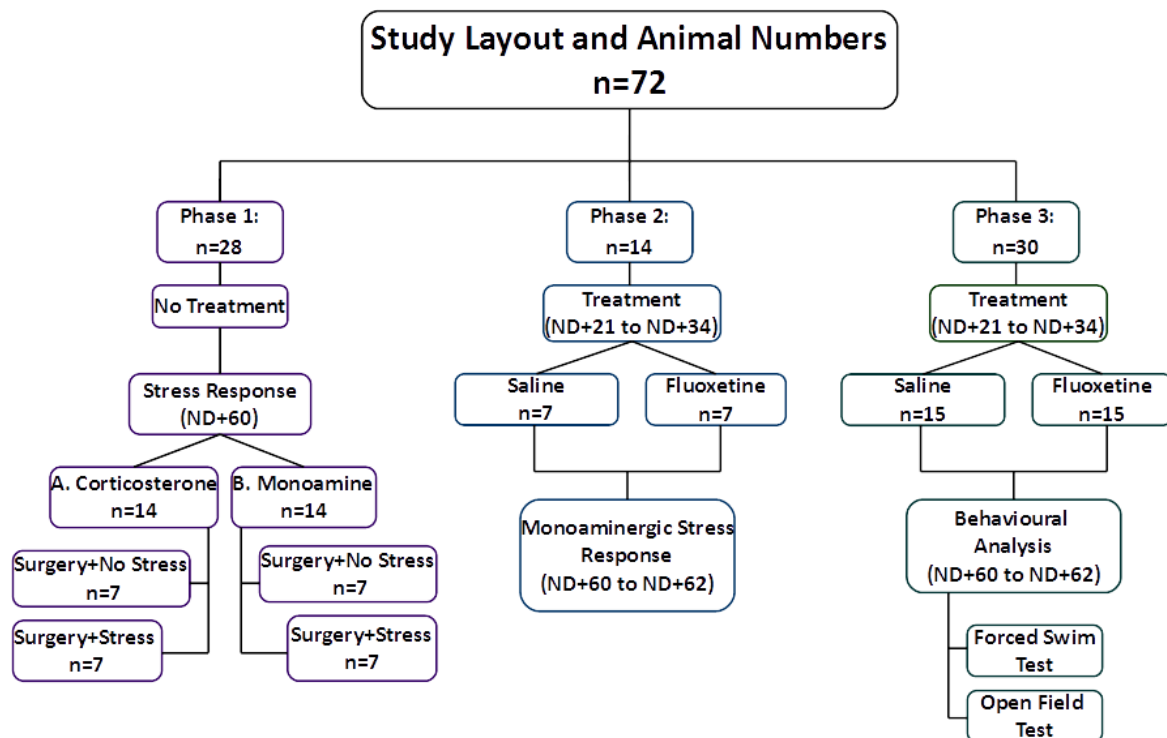 Study Layout and Animal Numbers
n=72
Phase 1:
n=28
No Treatment
Stress Response
(ND+60)
A. Corticosterone
n=14
B. Monoamine
n=14
Surgery+No Stress
n=7
Surgery+Stress
n=7
Surgery+No Stress
n=7
Surgery+Stress
n=7
Phase 2:
n=14
Treatment
(ND+21 to ND+34)
Saline
n=7
Fluoxetine
n=7
Monoaminergic Stress
Response
(ND+60 to ND+62)
Phase 3:
n=30
Treatment
(ND+21 to ND+34)
Saline
n=15
Fluoxetine
n=15
Behavioural
Analysis
(ND+60 to ND+62)
Forced Swim
Test
Open Field
Test